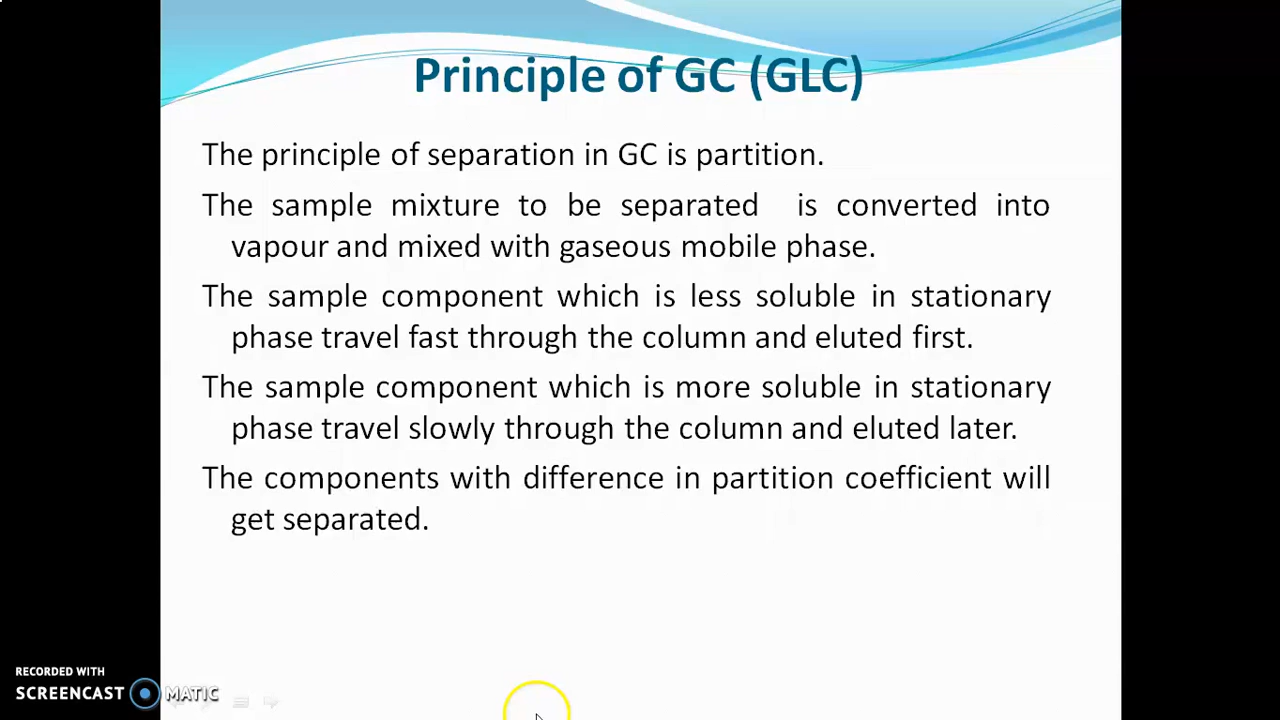 Principle of GC (GLC)
The principle of separation in GC is partition.
The sample mixture to be separated is converted into
vapour and mixed with gaseous mobile phase.
The sample component which is less soluble in stationary
phase travel fast through the column and eluted first.
The sample component which is more soluble in stationary
phase travel slowly through the column and eluted later.
The components with difference in partition coefficient will
get separated.
RECORDED WITH
SCREENCAST MATIC